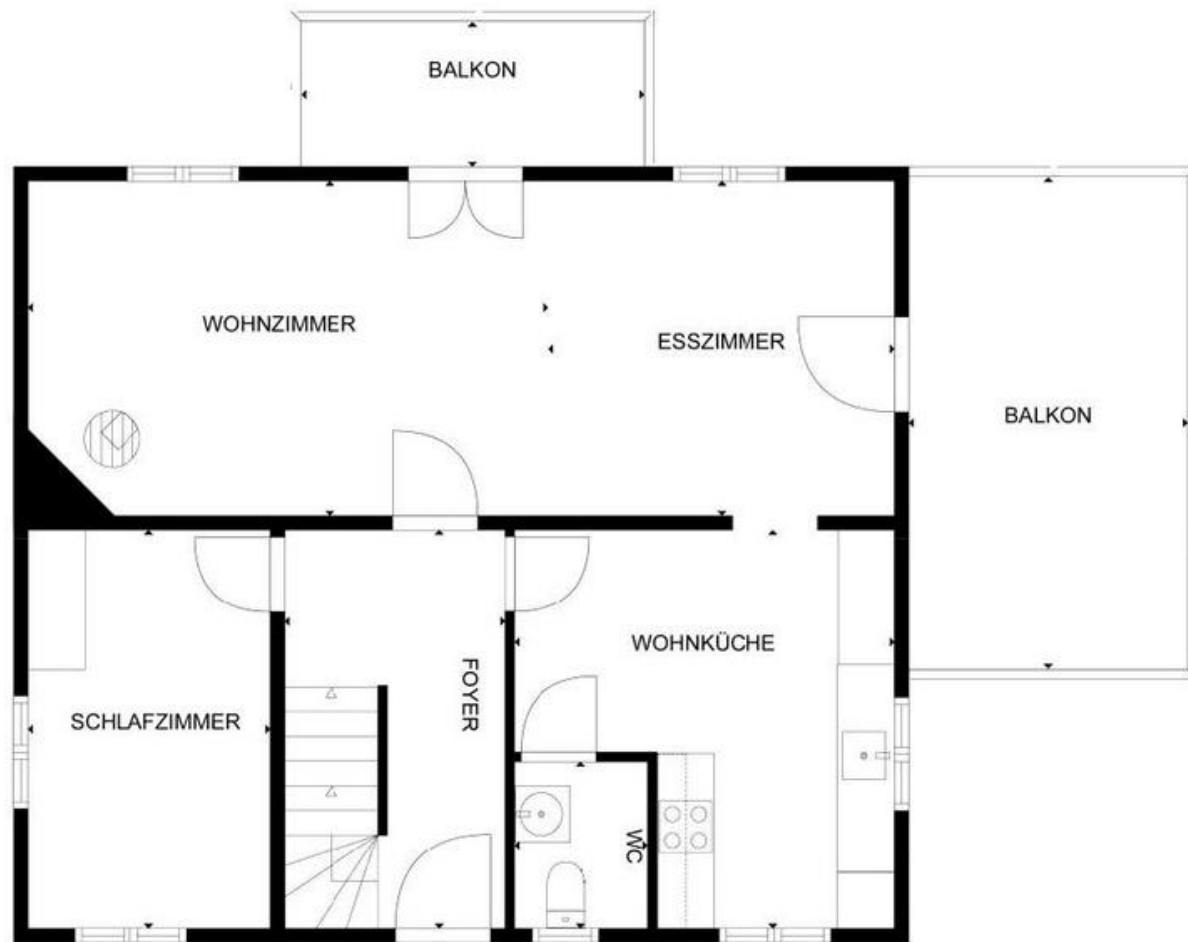 BALKON
WOHNZIMMER
ESSZIMMER
BALKON
WOHNKÜCHE
FOYER
SCHLAFZIMMER
WC